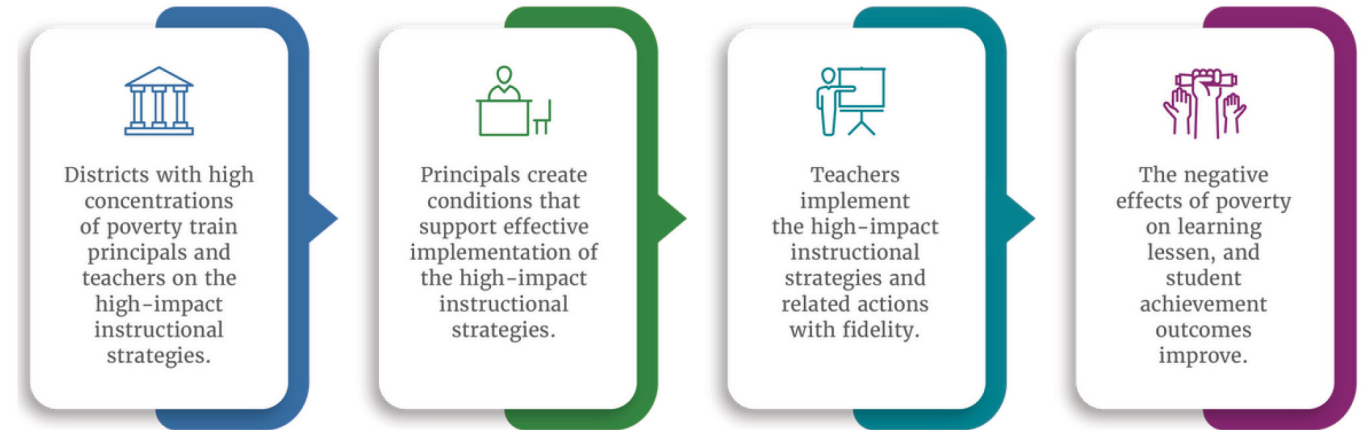 Districts with high
concentrations
of poverty train
principals and
teachers on the
high-impact
instructional
strategies.
Principals create
conditions that
support effective
implementation of
the high-impact
instructional
strategies.
Teachers
implement
the high-impact
instructional
strategies and
related actions
with fidelity.
The negative
effects of poverty
on learning
lessen, and
student
achievement
outcomes
improve.